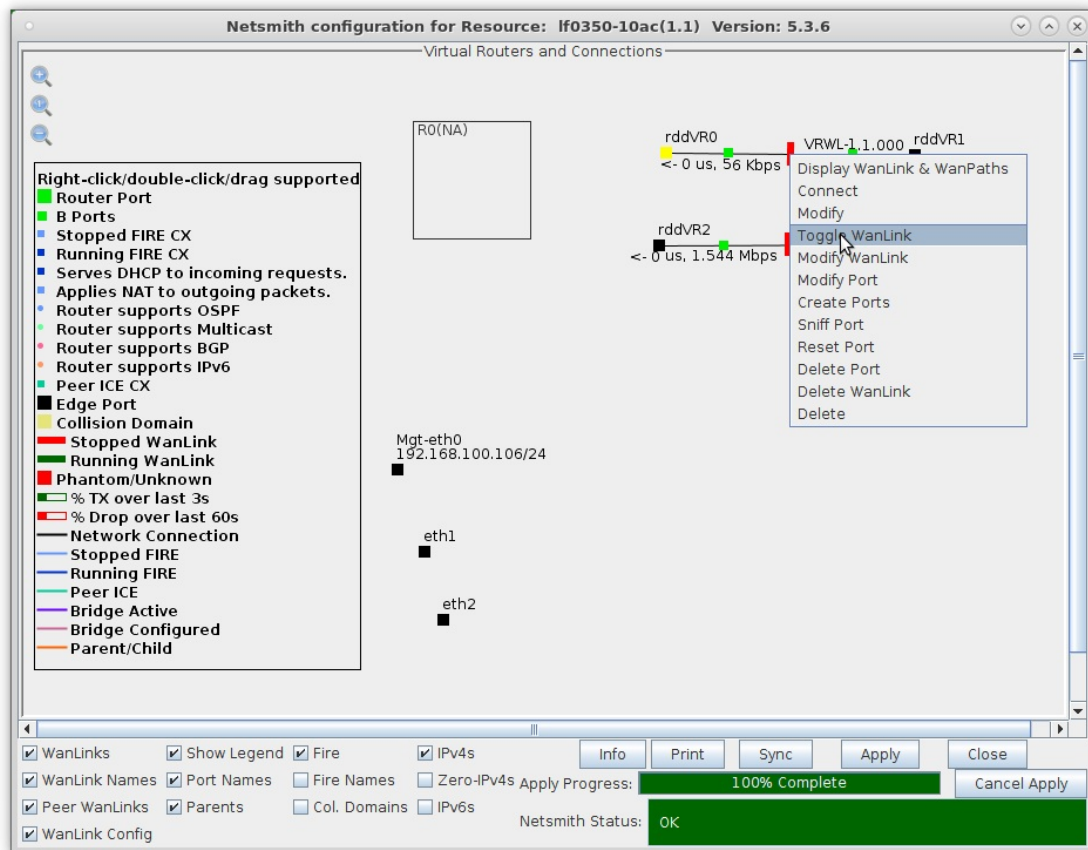 Netsmith configuration for Resource: lf0350-10ac(1.1) Version: 5.3.6
Virtual Routers and Connections
R0(NA)
rddVR0
VRWL-1.1.000
rddVR1
<- 0 us, 56 Kbps
rddVR2
<- 0 us, 1.544 Mbps
Display WanLink & WanPaths
Connect
Modify
Toggle WanLink
Modify WanLink
Modify Port
Create Ports
Sniff Port
Reset Port
Delete Port
Delete WanLink
Delete
Right-click/double-click/drag supported
Router Port
B Ports
Stopped FIRE CX
Running FIRE CX
Serves DHCP to incoming requests.
Applies NAT to outgoing packets.
Router supports OSPF
Router supports Multicast
Router supports BGP
Router supports IPv6
Peer ICE CX
Edge Port
Collision Domain
Stopped WanLink
Running WanLink
Phantom/Unknown
% TX over last 3s
% Drop over last 60s
Network Connection
Stopped FIRE
Running FIRE
Peer ICE
Bridge Active
Bridge Configured
Parent/Child
Mgt-eth0
192.168.100.106/24
eth1
eth2
WanLinks Show Legend Fire IPv4s Info Print Sync Apply Close
WanLink Names Port Names Fire Names Zero-IPv4s Apply Progress: 100% Complete Cancel Apply
Peer WanLinks Parents Col. Domains IPv6s
Netsmith Status: OK
WanLink Config